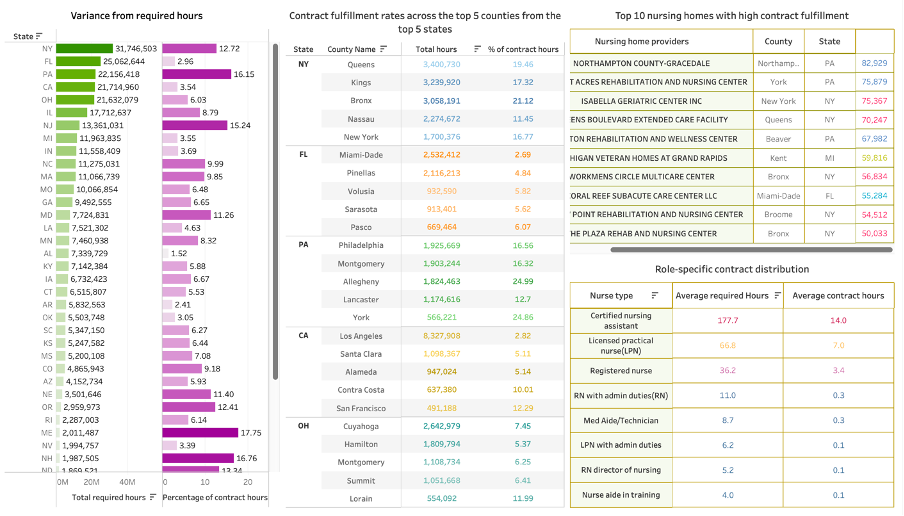 Variance from required hours
State
NY 31,746,503 12.72
FL 25,062,644 2.96
PA 22,156,418 16.15
CA 21,714,960 3.54
OH 21,632,079 6.03
IL 17,712,637 8.79
NJ 13,361,031 15.24
MI 11,963,835 3.55
IN 11,558,409 3.69
NC 11,275,031 9.99
MA 11,066,739 9.85
MO 10,066,854 6.48
GA 9,492,555 6.65
MD 7,724,831 11.26
LA 7,521,302 4.63
MN 7,460,938 8.32
AL 7,339,729 1.52
KY 7,142,384 5.88
IA 6,732,423 6.67
CT 6,515,807 5.53
AR 5,832,563 2.41
OK 5,503,748 3.05
SC 5,347,150 6.27
KS 5,247,582 6.44
MS 5,200,108 7.08
CO 4,865,943 9.18
AZ 4,152,734 5.93
NE 3,501,646 11.40
OR 2,959,973 12.41
RI 2,287,003 6.14
ME 2,011,487 17.75
NV 1,994,757 3.39
NH 1,987,505 16.76
ND 1,869,521 13.34
0M 20M 40M 0 10 20
Total required hours Percentage of contract hours
Contract fulfillment rates across the top 5 counties from the
top 5 states
State County Name Total hours % of contract hours
NY Queens 3,400,730 19.46
Kings 3,239,920 17.32
Bronx 3,058,191 21.12
Nassau 2,274,672 11.45
New York 1,700,376 16.77
FL Miami-Dade 2,532,412 2.69
Pinellas 2,116,213 4.84
Volusia 932,590 5.82
Sarasota 913,401 5.62
Pasco 669,464 6.07
PA Philadelphia 1,925,669 16.56
Montgomery 1,903,244 16.32
Allegheny 1,824,463 24.99
Lancaster 1,174,616 12.7
York 566,221 24.86
CA Los Angeles 8,327,908 2.82
Santa Clara 1,098,367 5.11
Alameda 947,024 5.14
Contra Costa 637,380 10.01
San Francisco 491,188 12.29
OH Cuyahoga 2,642,979 7.45
Hamilton 1,809,794 5.37
Montgomery 1,108,734 6.25
Summit 1,051,668 6.41
Lorain 554,092 11.99
Top 10 nursing homes with high contract fulfillment
Nursing home providers County State
NORTHAMPTON COUNTY-GRACEDALE Northamp.. PA 82,929
T ACRES REHABILITATION AND NURSING CENTER York PA 75,879
ISABELLA GERIATRIC CENTER INC New York NY 75,367
ENS BOULEVARD EXTENDED CARE FACILITY Queens NY 70,247
TON REHABILITATION AND WELLNESS CENTER Beaver PA 67,982
HIGAN VETERAN HOMES AT GRAND RAPIDS Kent MI 59,816
WORKMENS CIRCLE MULTICARE CENTER Bronx NY 56,834
ORAL REEF SUBACUTE CARE CENTER LLC Miami-Dade FL 55,284
POINT REHABILITATION AND NURSING CENTER Broome NY 54,512
HE PLAZA REHAB AND NURSING CENTER Bronx NY 50,033
Role-specific contract distribution
Nurse type Average required Hours Average contract hours
Certified nursing
assistant 177.7 14.0
Licensed practical
nurse(LPN) 66.8 7.0
Registered nurse 36.2 3.4
RN with admin duties(RN) 11.0 0.3
Med Aide/Technician 8.7 0.3
LPN with admin duties 6.2 0.1
RN director of nursing 5.2 0.1
Nurse aide in training 4.0 0.1